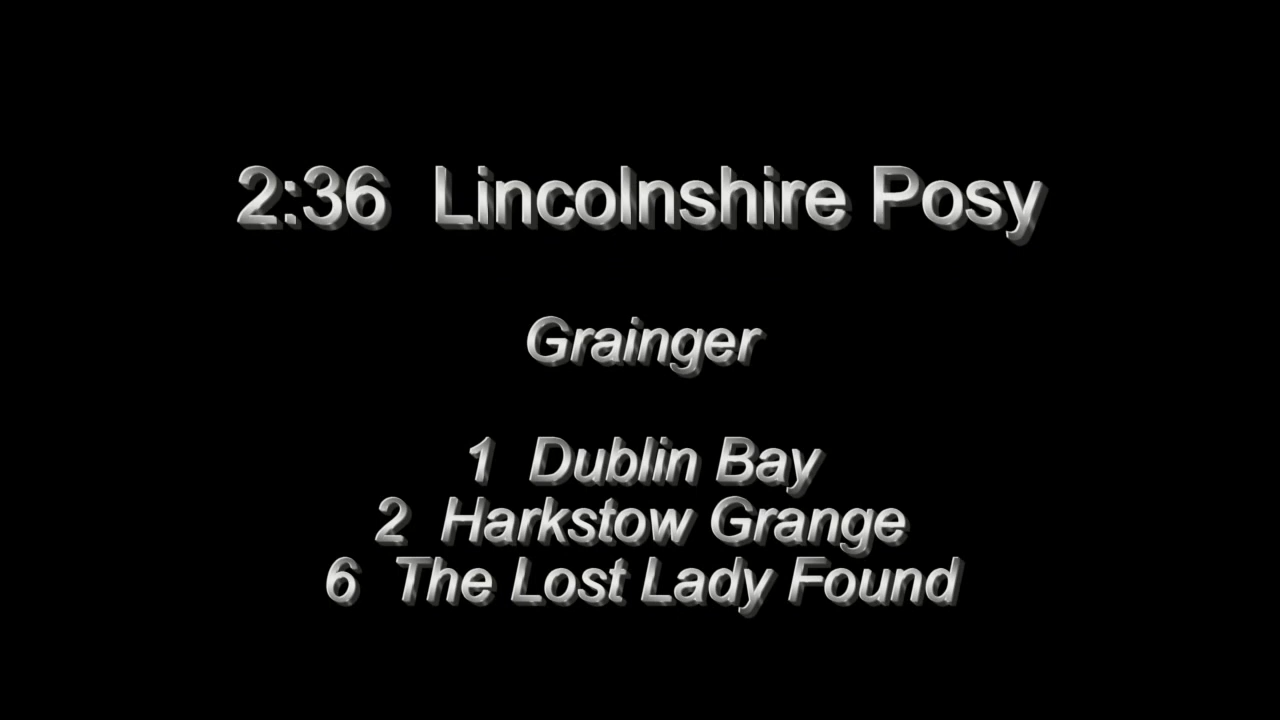 2:36 Lincolnshire Posy
Grainger
1 Dublin Bay
2 Harkstow Grange
6 The Lost Lady Found